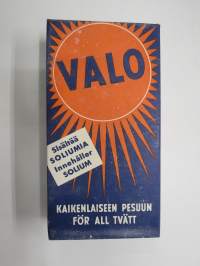 VALO
Sisältää
SOLIUMIA
Innehåller
SOLIUM
KAIKENLAISEEN PESUUN
FÖR ALL TVÄTT